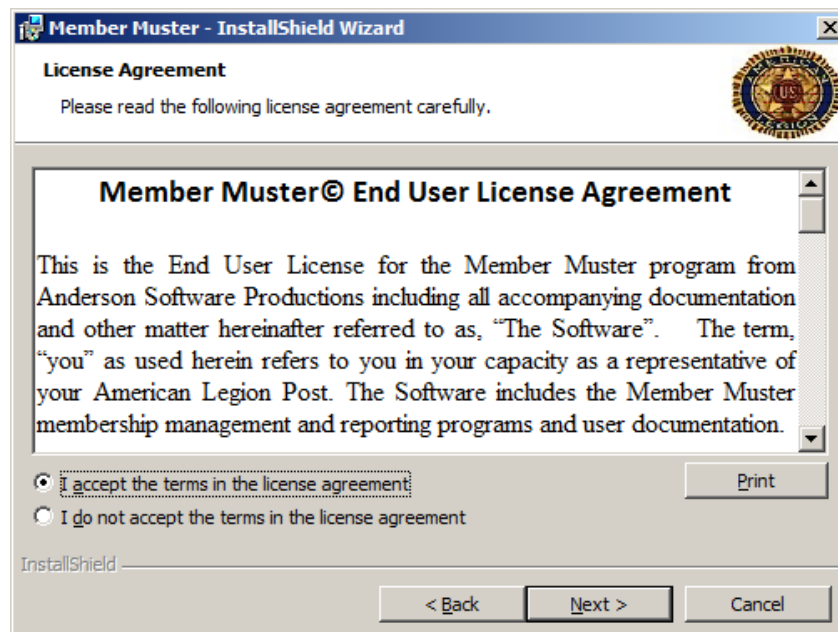 Member Muster - InstallShield Wizard
License Agreement
Please read the following license agreement carefully.
AMERICAN
US
LEGION
Member Muster© End User License Agreement
This is the End User License for the Member Muster program from
Anderson Software Productions including all accompanying documentation
and other matter hereinafter referred to as, “The Software”. The term,
“you” as used herein refers to you in your capacity as a representative of
your American Legion Post. The Software includes the Member Muster
membership management and reporting programs and user documentation.
I accept the terms in the license agreement
Print
I do not accept the terms in the license agreement
InstallShield
< Back
Next >
Cancel